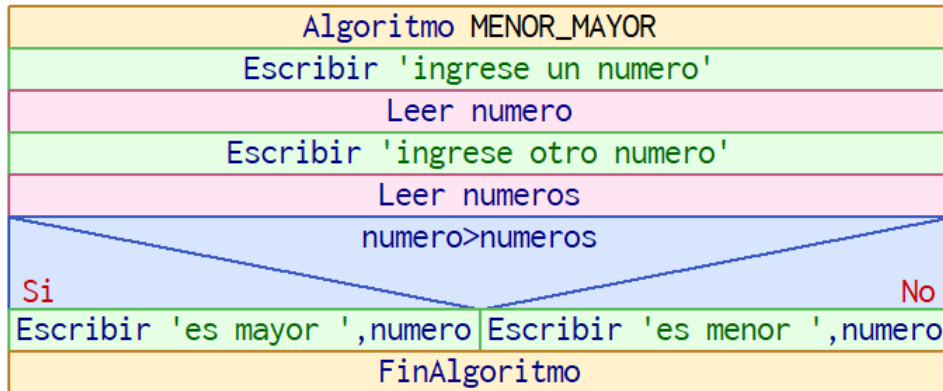 Algoritmo MENOR_MAYOR
Escribir 'ingrese un numero'
Leer numero
Escribir 'ingrese otro numero'
Leer numeros
numero>numeros
Si No
Escribir 'es mayor ',numero Escribir 'es menor ',numero
FinAlgoritmo